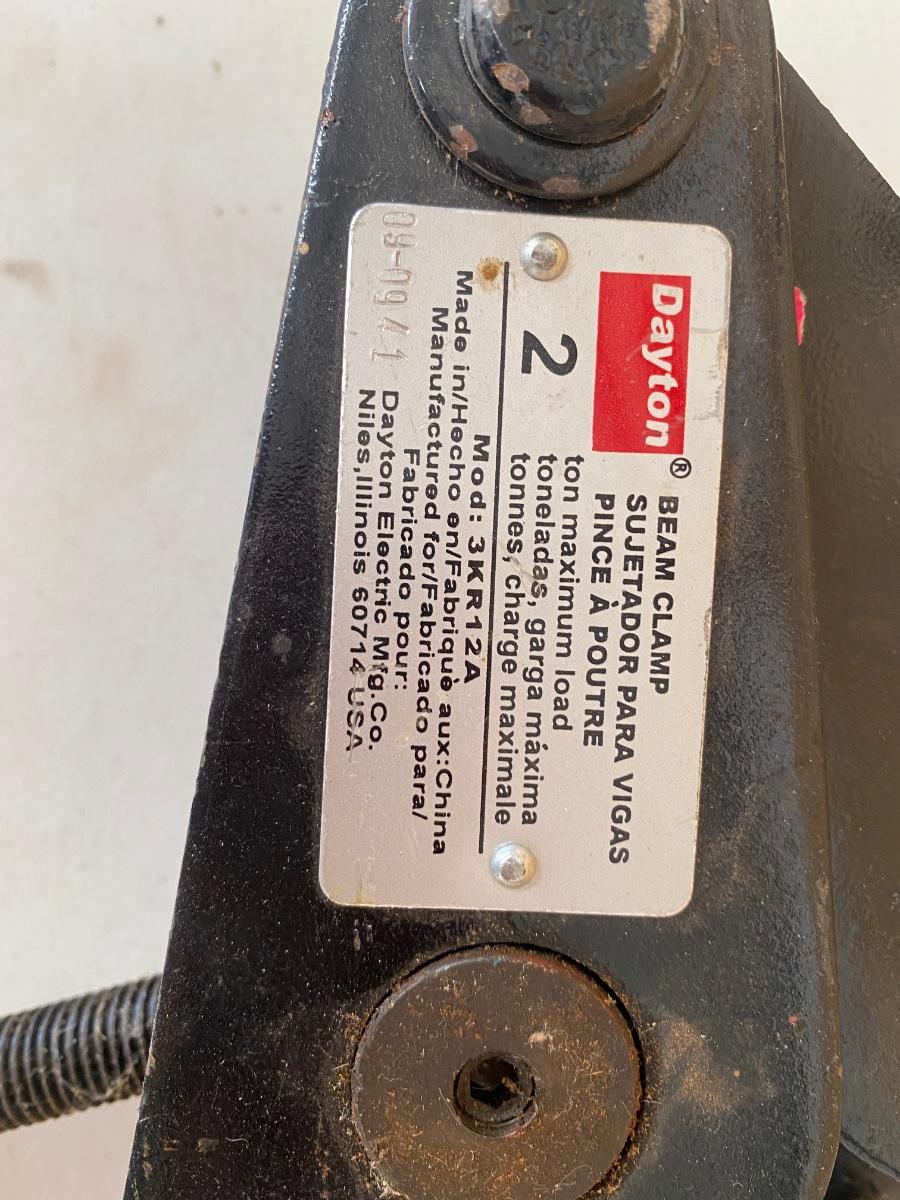 Dayton®
BEAM CLAMP
SUJETADOR PARA VIGAS
PINCE À POUTRE
2
ton maximum load
toneladas, garga máxima
tonnes, charge maximale
Mod: 3KR12A
Made in/Hecho en/Fabriquè aux:China
Manufactured for/Fabricado para/
Fabricado pour:
Dayton Electric Mfg.Co.
Niles,Illinois 60714 USA
09-0941